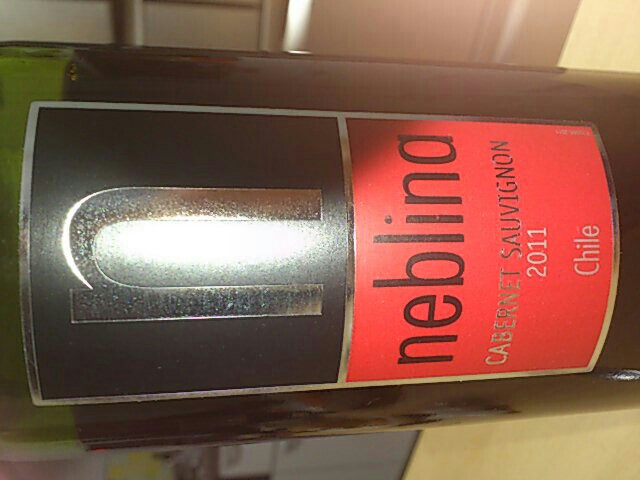 n
neblina
CABERNET SAUVIGNON
2011
Chile